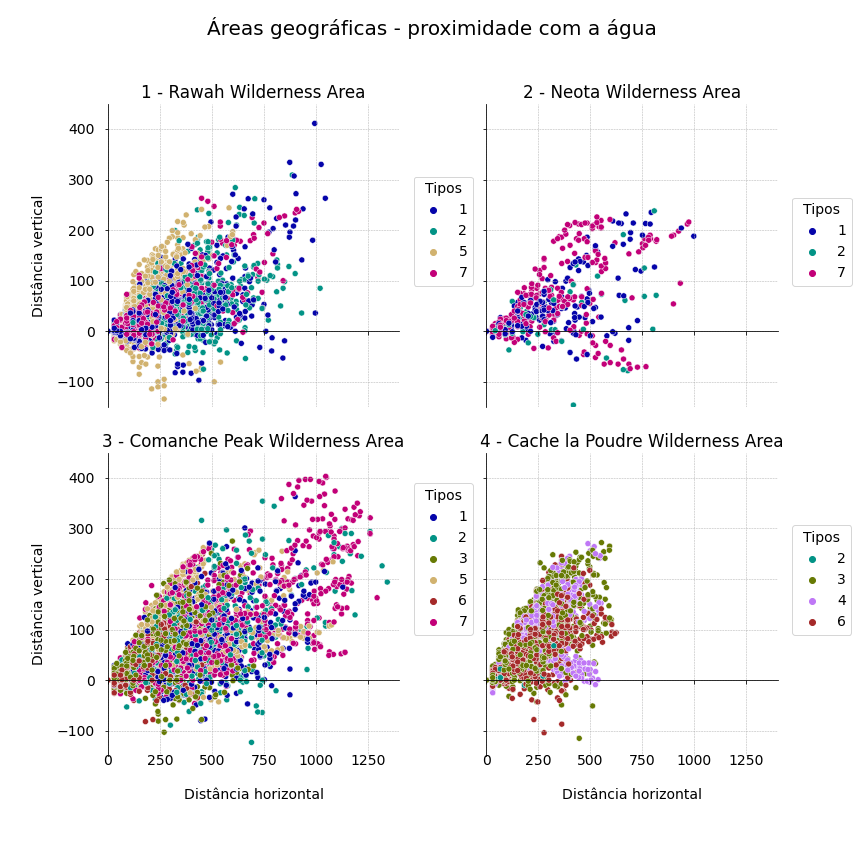 Áreas geográficas - proximidade com a água
1 - Rawah Wilderness Area
400
300
200
100
0
−100
Distância vertical
Tipos
1
2
5
7
2 - Neota Wilderness Area
Tipos
1
2
7
3 - Comanche Peak Wilderness Area
400
300
200
100
0
−100
Distância vertical
0 250 500 750 1000 1250
Distância horizontal
Tipos
1
2
3
5
6
7
4 - Cache la Poudre Wilderness Area
0 250 500 750 1000 1250
Distância horizontal
Tipos
2
3
4
6